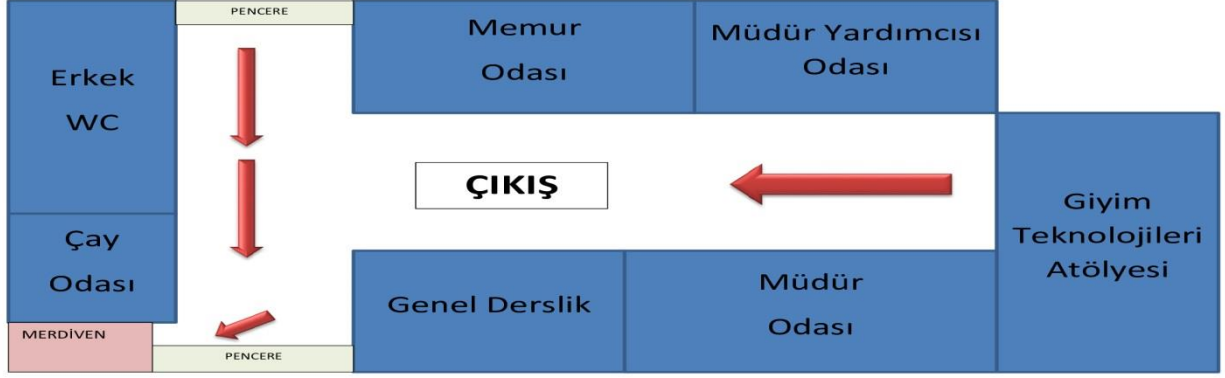 PENCERE
Erkek
WC
Memur
Odası
Müdür Yardımcısı
Odası
ÇIKIŞ
Giyim
Teknolojileri
Atölyesi
Çay
Odası
Genel Derslik
Müdür
Odası
MERDİVEN
PENCERE